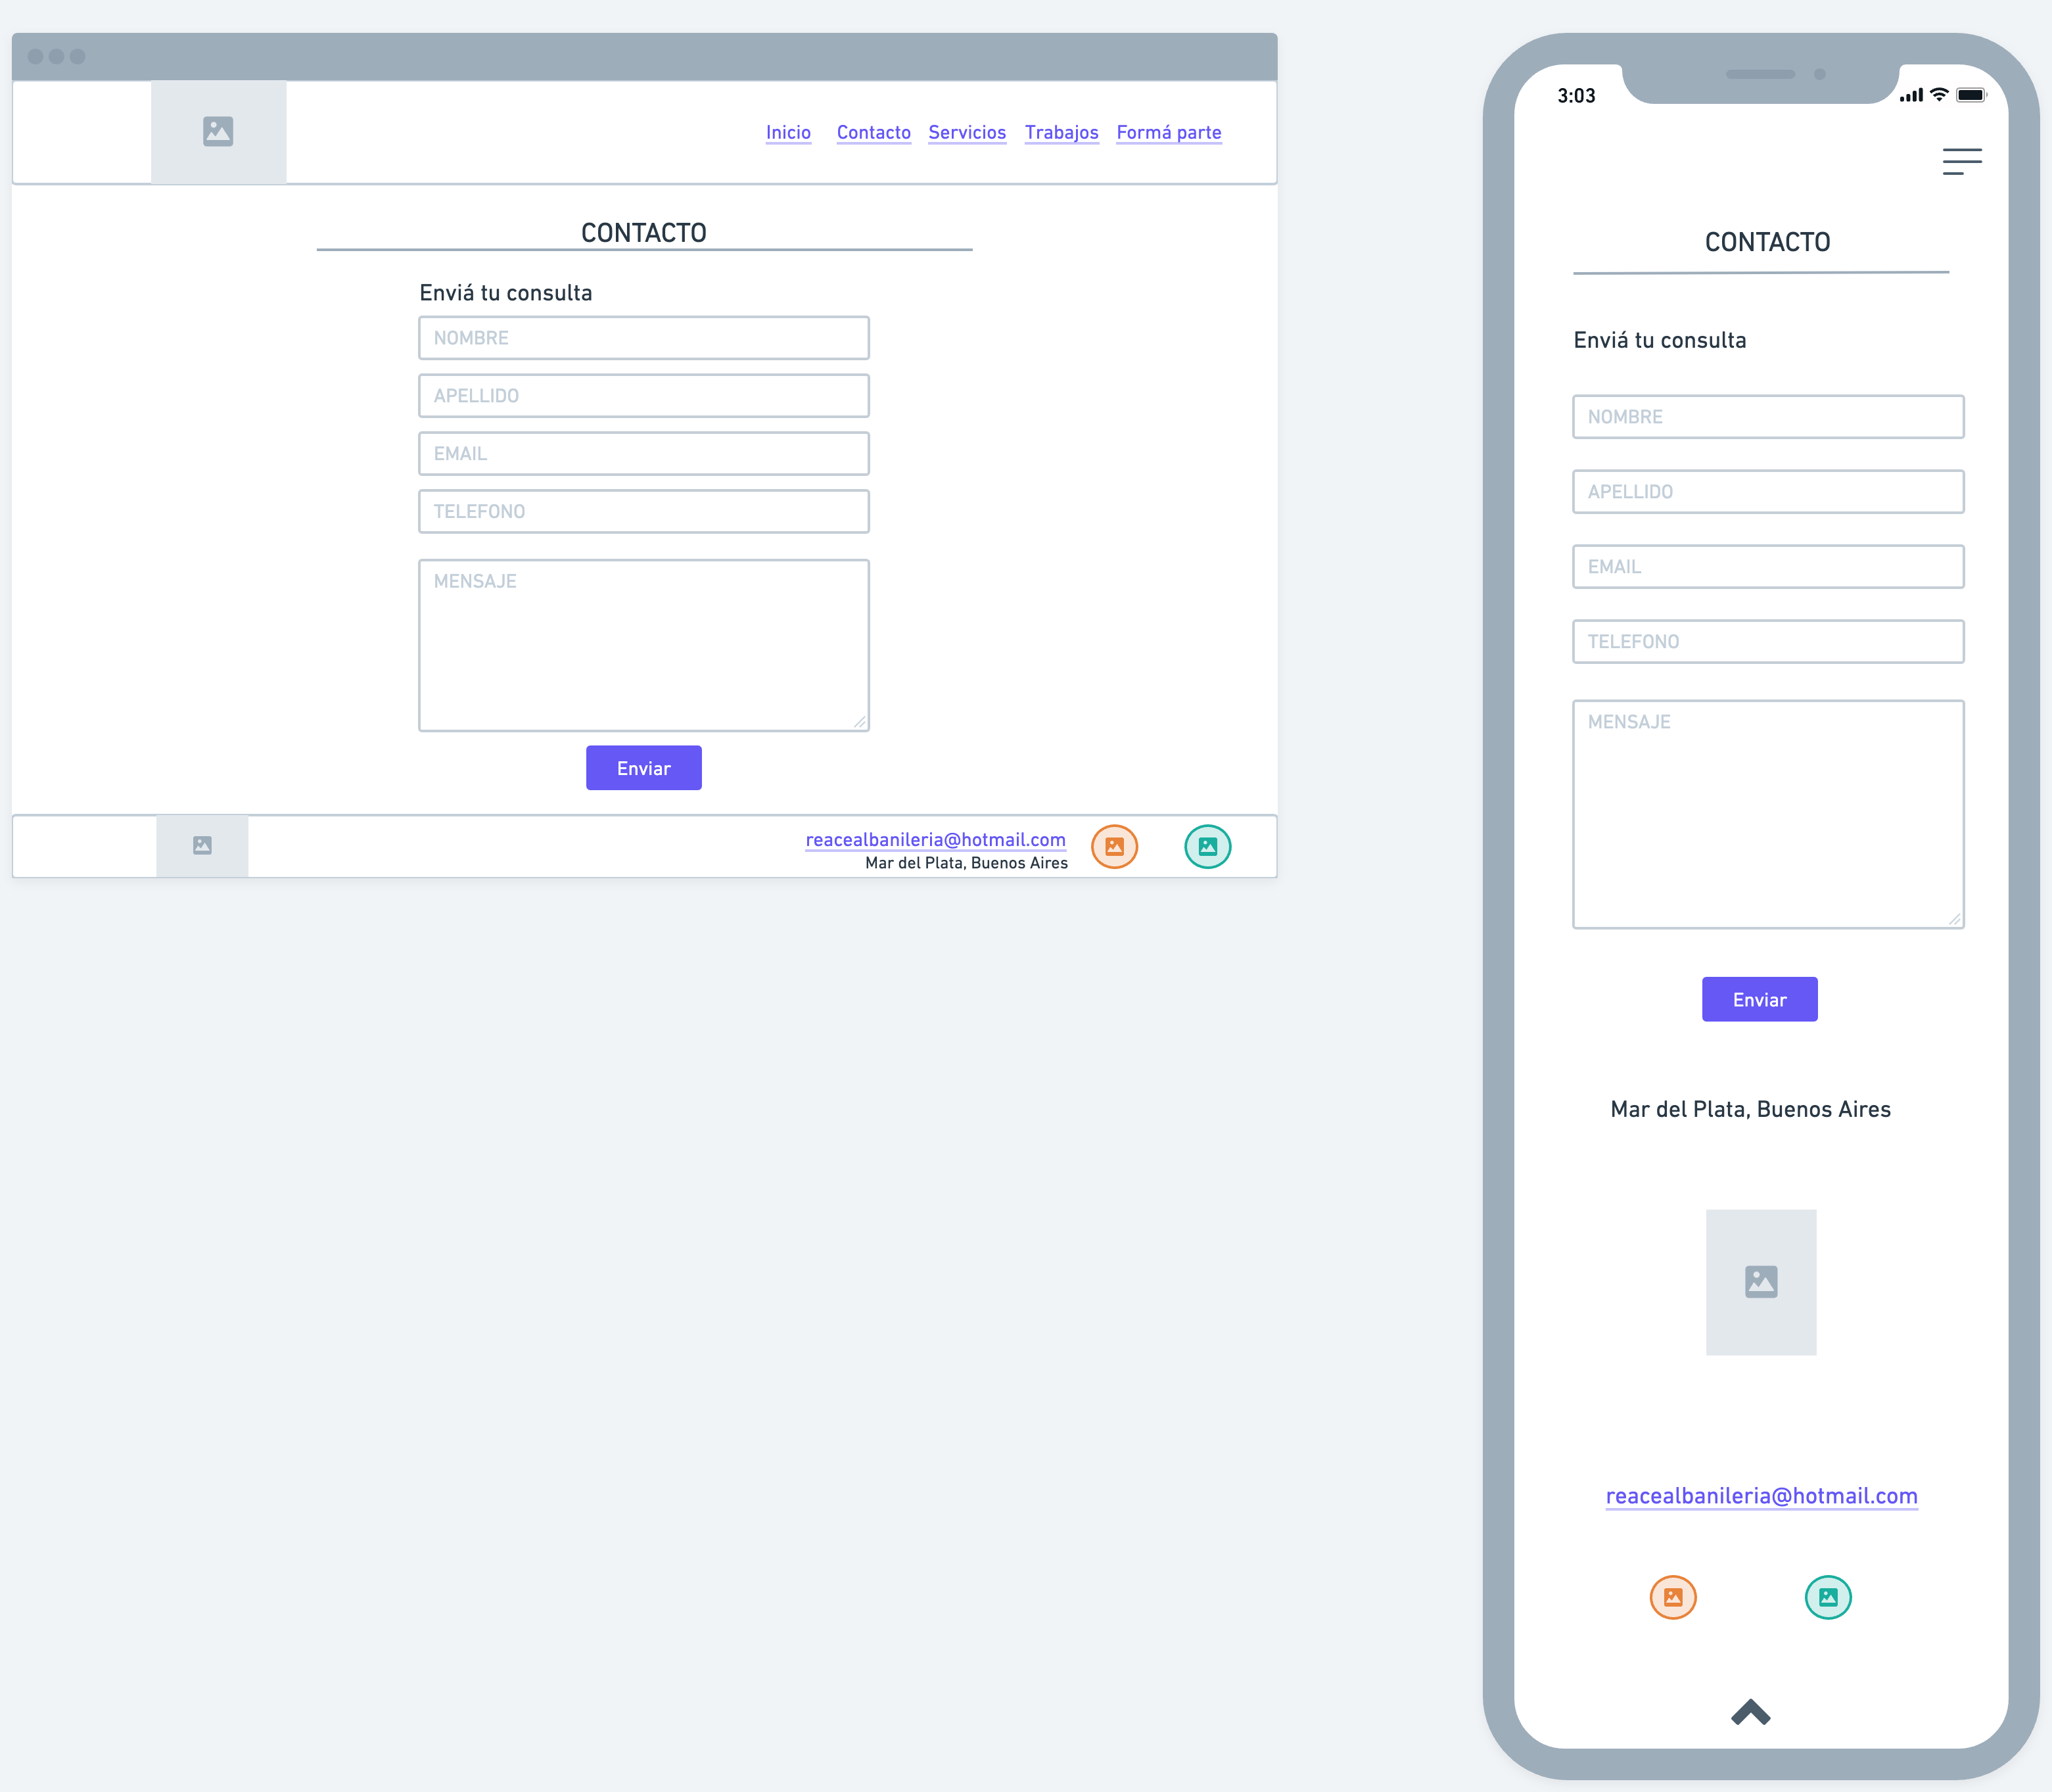 Inicio Contacto Servicios Trabajos Formá parte
CONTACTO
Enviá tu consulta
NOMBRE
APELLIDO
EMAIL
TELEFONO
MENSAJE
Enviar
reacealbanileria@hotmail.com
Mar del Plata, Buenos Aires
3:03
CONTACTO
Enviá tu consulta
NOMBRE
APELLIDO
EMAIL
TELEFONO
MENSAJE
Enviar
Mar del Plata, Buenos Aires
reacealbanileria@hotmail.com